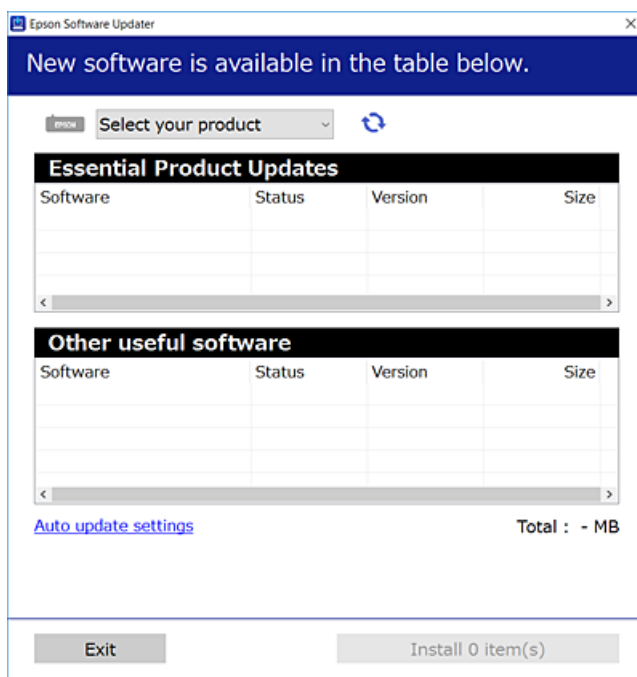 Epson Software Updater
New software is available in the table below.
EPSON Select your product
Essential Product Updates
Software Status Version Size
Other useful software
Software Status Version Size
Auto update settings Total : - MB
Exit Install 0 item(s)